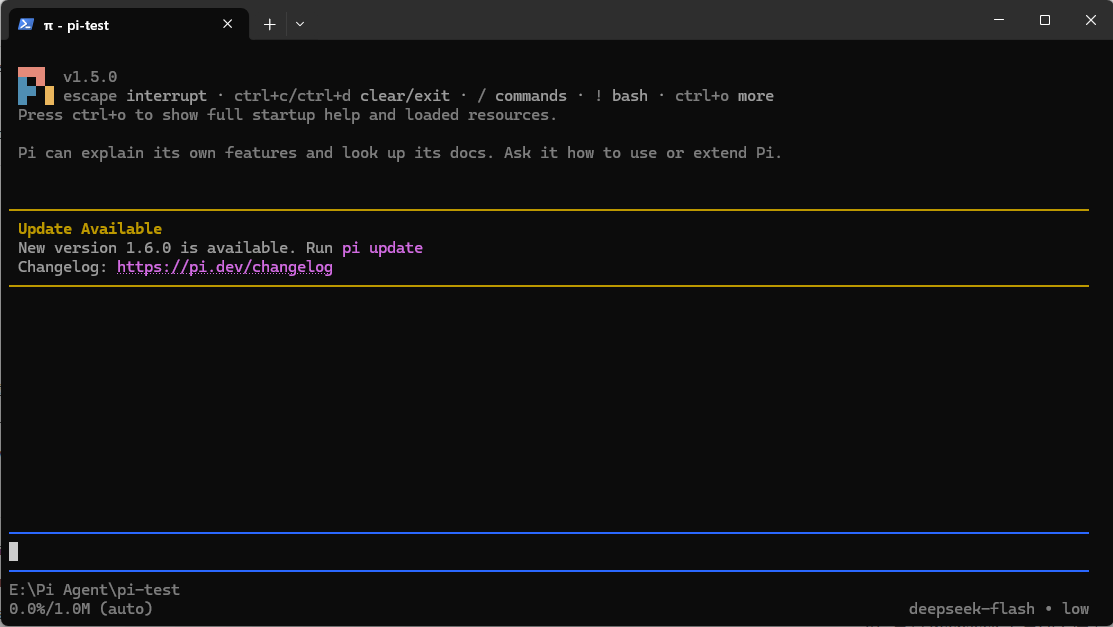 π - pi-test
v1.5.0
escape interrupt · ctrl+c/ctrl+d clear/exit · / commands · ! bash · ctrl+o more
Press ctrl+o to show full startup help and loaded resources.
Pi can explain its own features and look up its docs. Ask it how to use or extend Pi.
Update Available
New version 1.6.0 is available. Run pi update
Changelog: https://pi.dev/changelog
E:\Pi Agent\pi-test
0.0%/1.0M (auto)
deepseek-flash • low